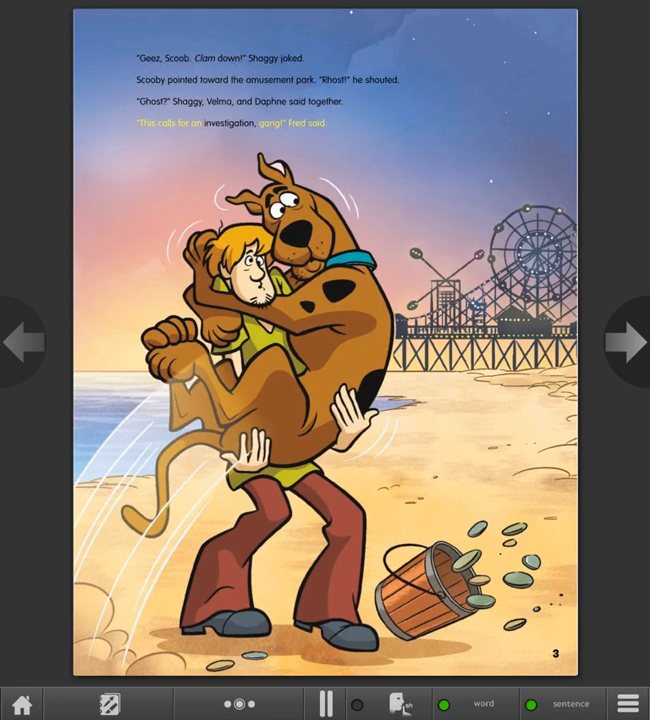 "Geez, Scoob. Clam down!" Shaggy joked.
Scooby pointed toward the amusement park. "Rhost!" he shouted.
"Ghost?" Shaggy, Velma, and Daphne said together.
"This calls for an investigation, gang!" Fred said.
3
sh
word
sentence